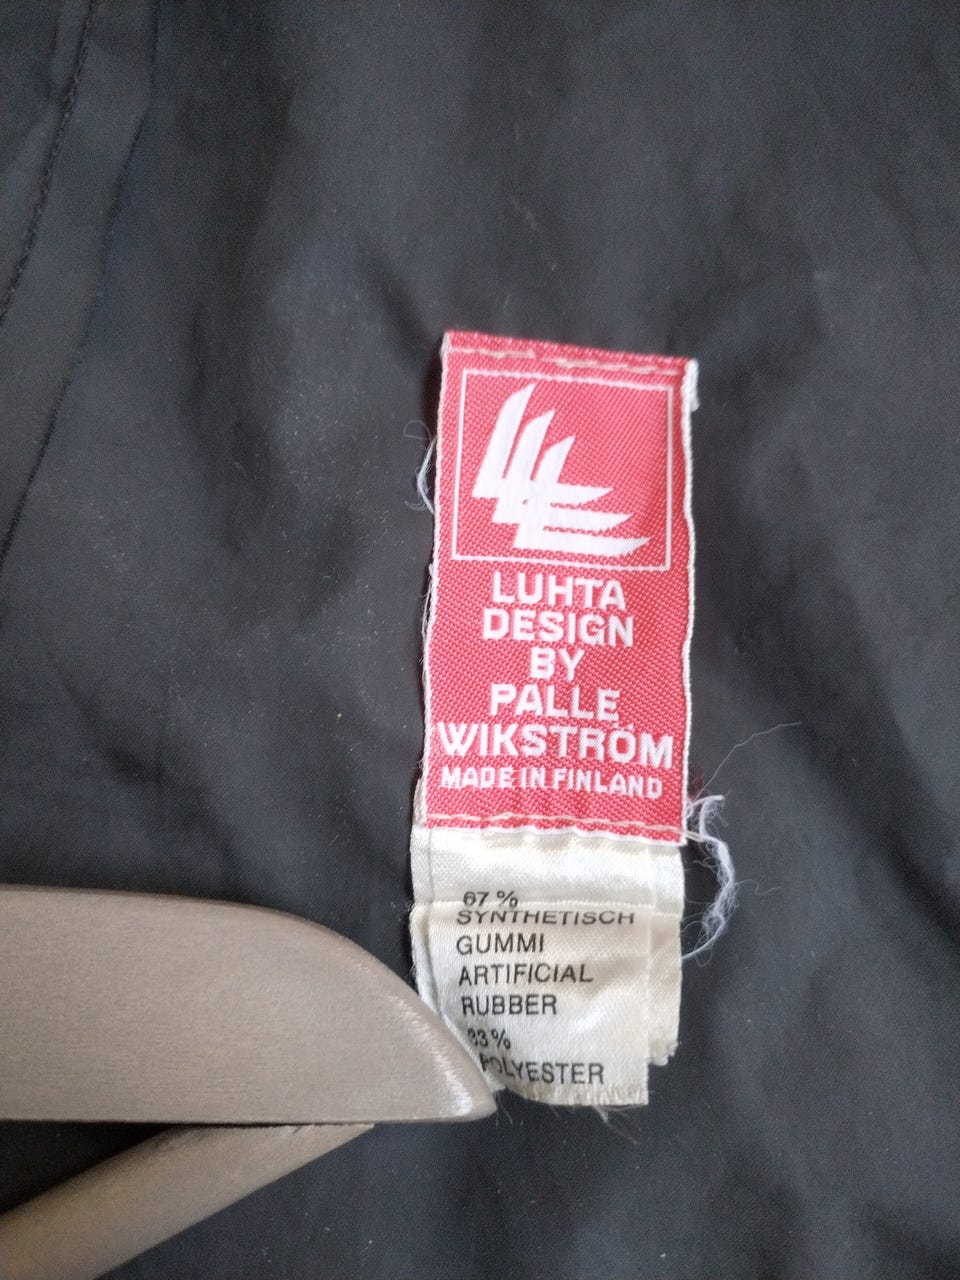 LUHTA
DESIGN
BY
PALLE
WIKSTRÖM
MADE IN FINLAND
67 %
SYNTHETISCH
GUMMI
ARTIFICIAL
RUBBER
33 %
POLYESTER